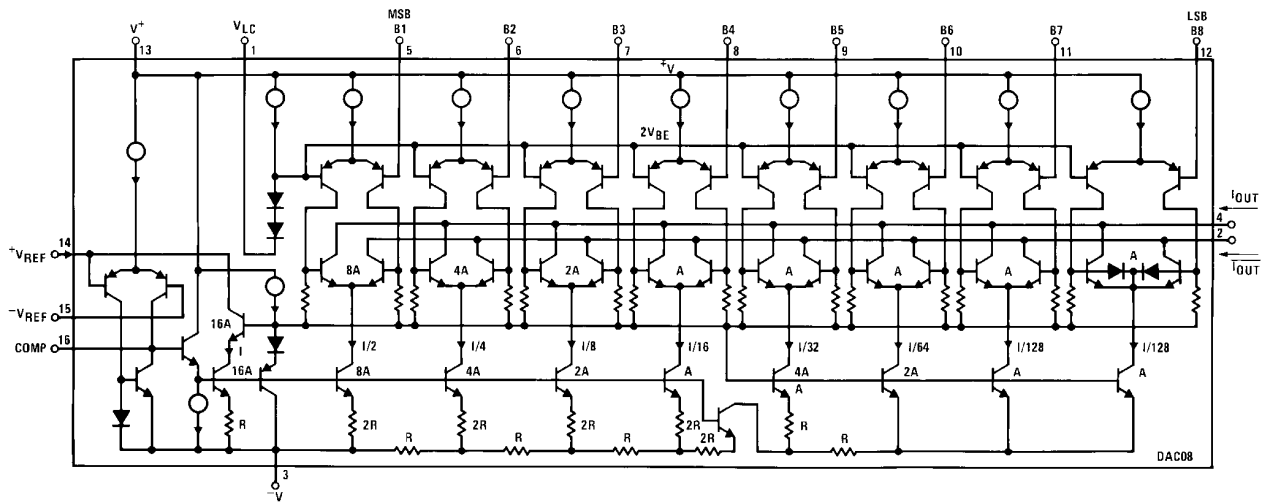 V+ VLC MSB B1 B2 B3 B4 B5 B6 B7 LSB B8
13 1 5 6 7 8 9 10 11 12
+V
2VBE
IOUT
4
2
IOUT
+VREF 14
−VREF 15
COMP 16
8A 4A 2A A A A A A
16A
I I/2 I/4 I/8 I/16 I/32 I/64 I/128 I/128
16A 8A 4A 2A A 4A 2A A A
A
R 2R 2R 2R 2R R
R R 2R R
3
−V
DAC08